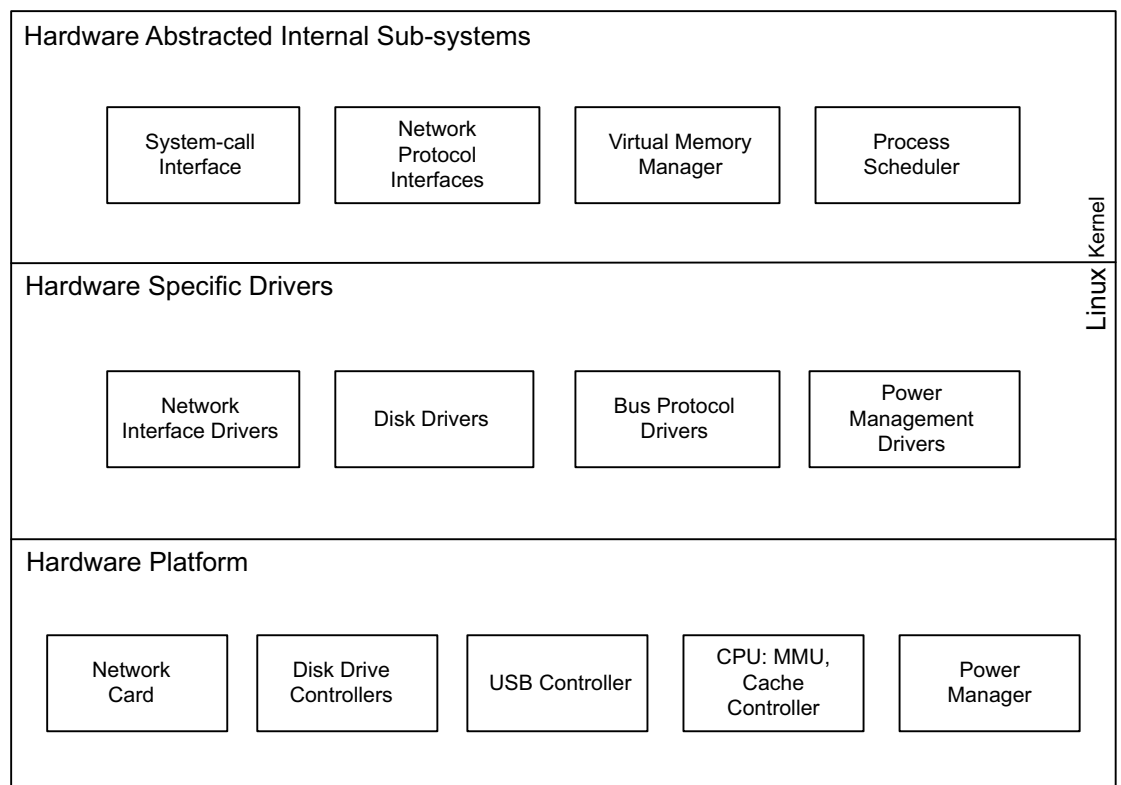 Hardware Abstracted Internal Sub-systems
System-call
Interface
Network
Protocol
Interfaces
Virtual Memory
Manager
Process
Scheduler
Linux Kernel
Hardware Specific Drivers
Network
Interface Drivers
Disk Drivers
Bus Protocol
Drivers
Power
Management
Drivers
Hardware Platform
Network
Card
Disk Drive
Controllers
USB Controller
CPU: MMU,
Cache
Controller
Power
Manager